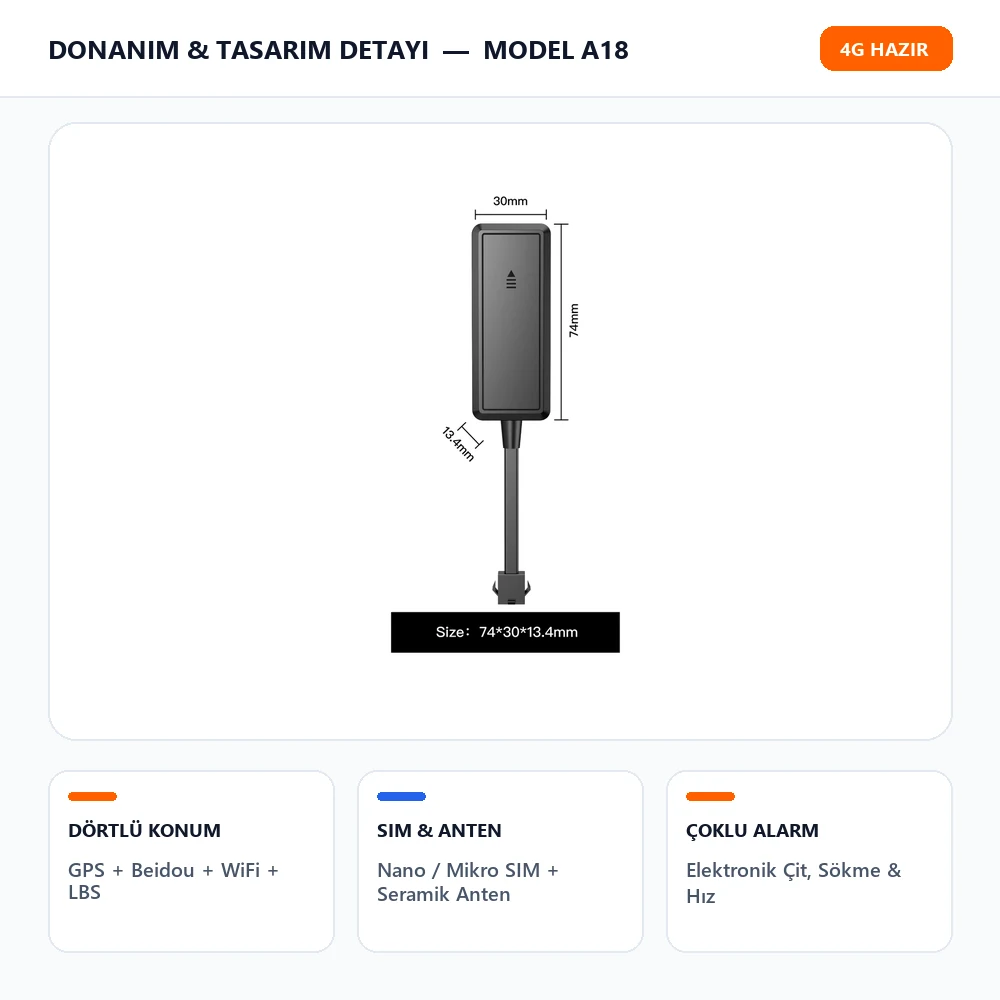 DONANIM & TASARIM DETAYI — MODEL A18
4G HAZIR
30mm
74mm
13.4mm
Size: 74*30*13.4mm
DÖRTLÜ KONUM
GPS + Beidou + WiFi +
LBS
SIM & ANTEN
Nano / Mikro SIM +
Seramik Anten
ÇOKLU ALARM
Elektronik Çit, Sökme &
Hız